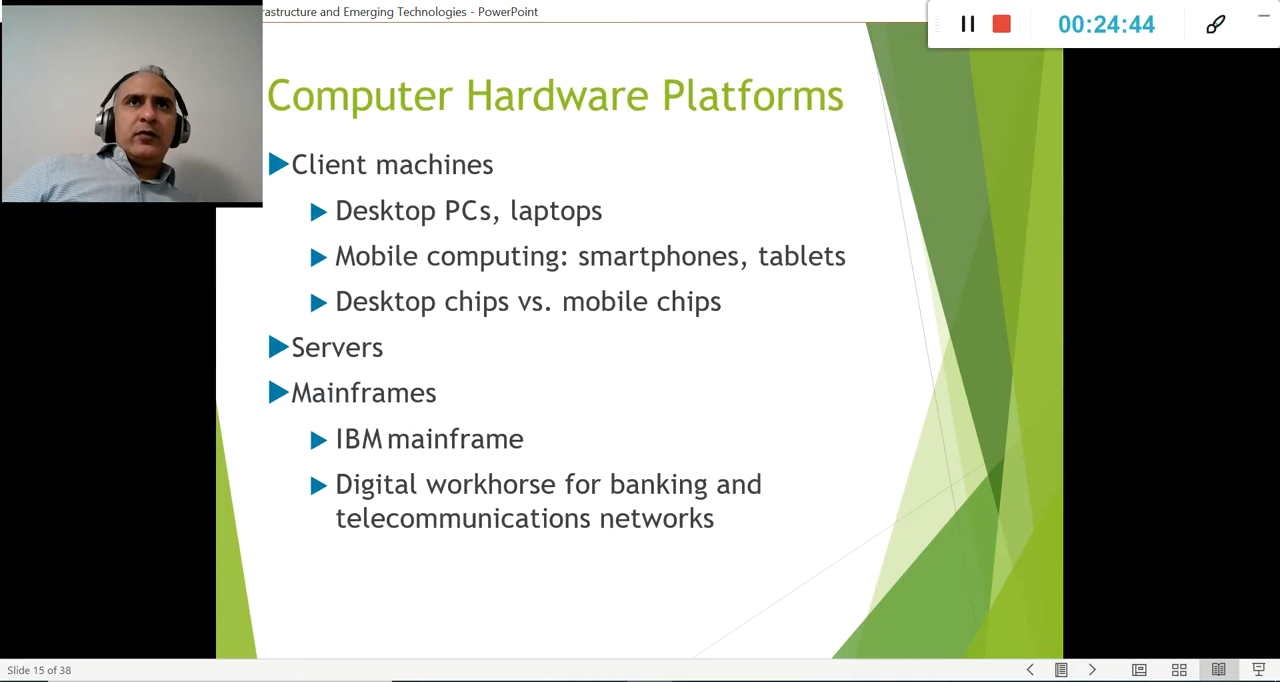 rastructure and Emerging Technologies - PowerPoint
00:24:44
Computer Hardware Platforms
Client machines
Desktop PCs, laptops
Mobile computing: smartphones, tablets
Desktop chips vs. mobile chips
Servers
Mainframes
IBM mainframe
Digital workhorse for banking and
telecommunications networks
Slide 15 of 38